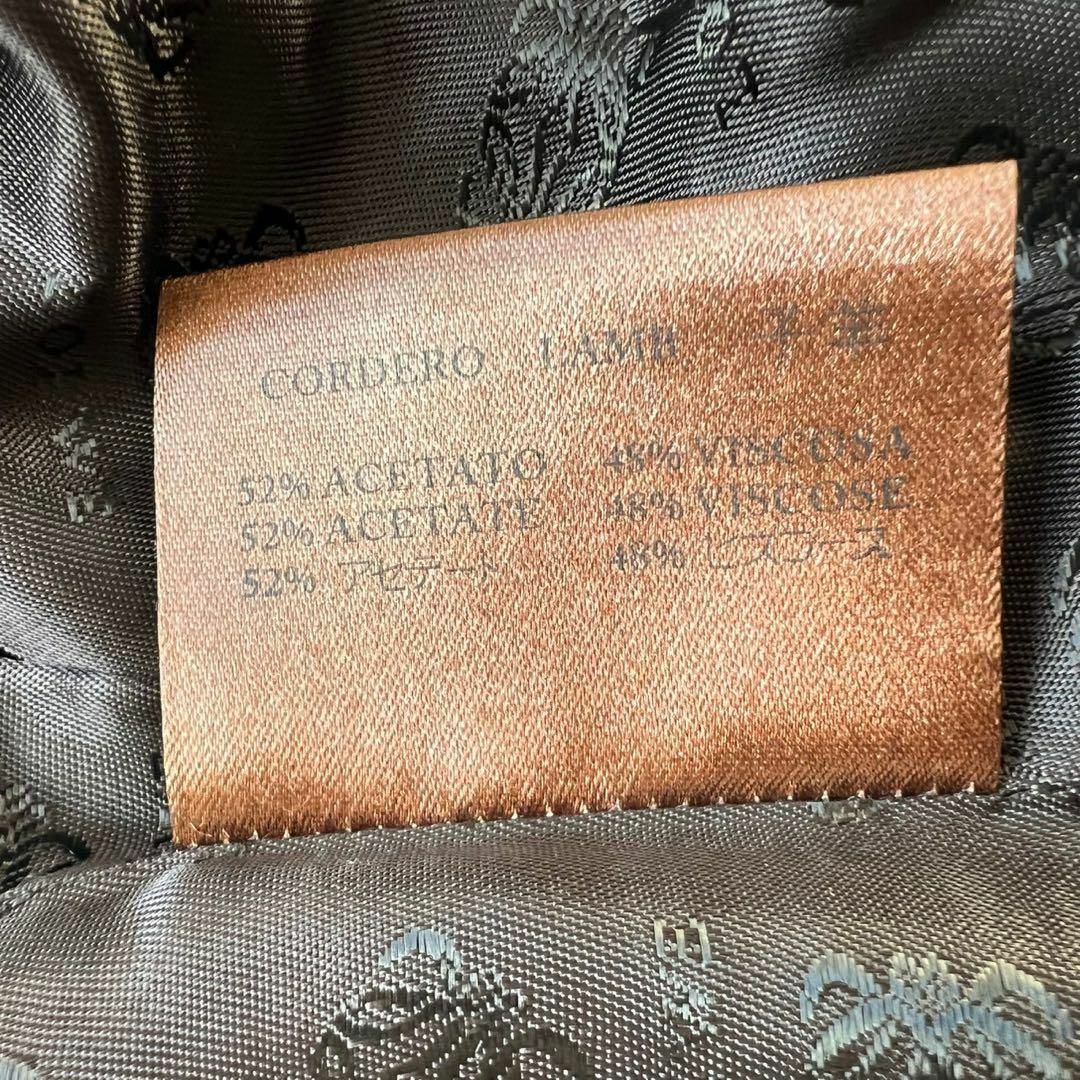 CORDERO LAMB 子革
52% ACETATO 48% VISCOSA
52% ACETATE 48% VISCOSE
52% アセテート 48% ビスコース